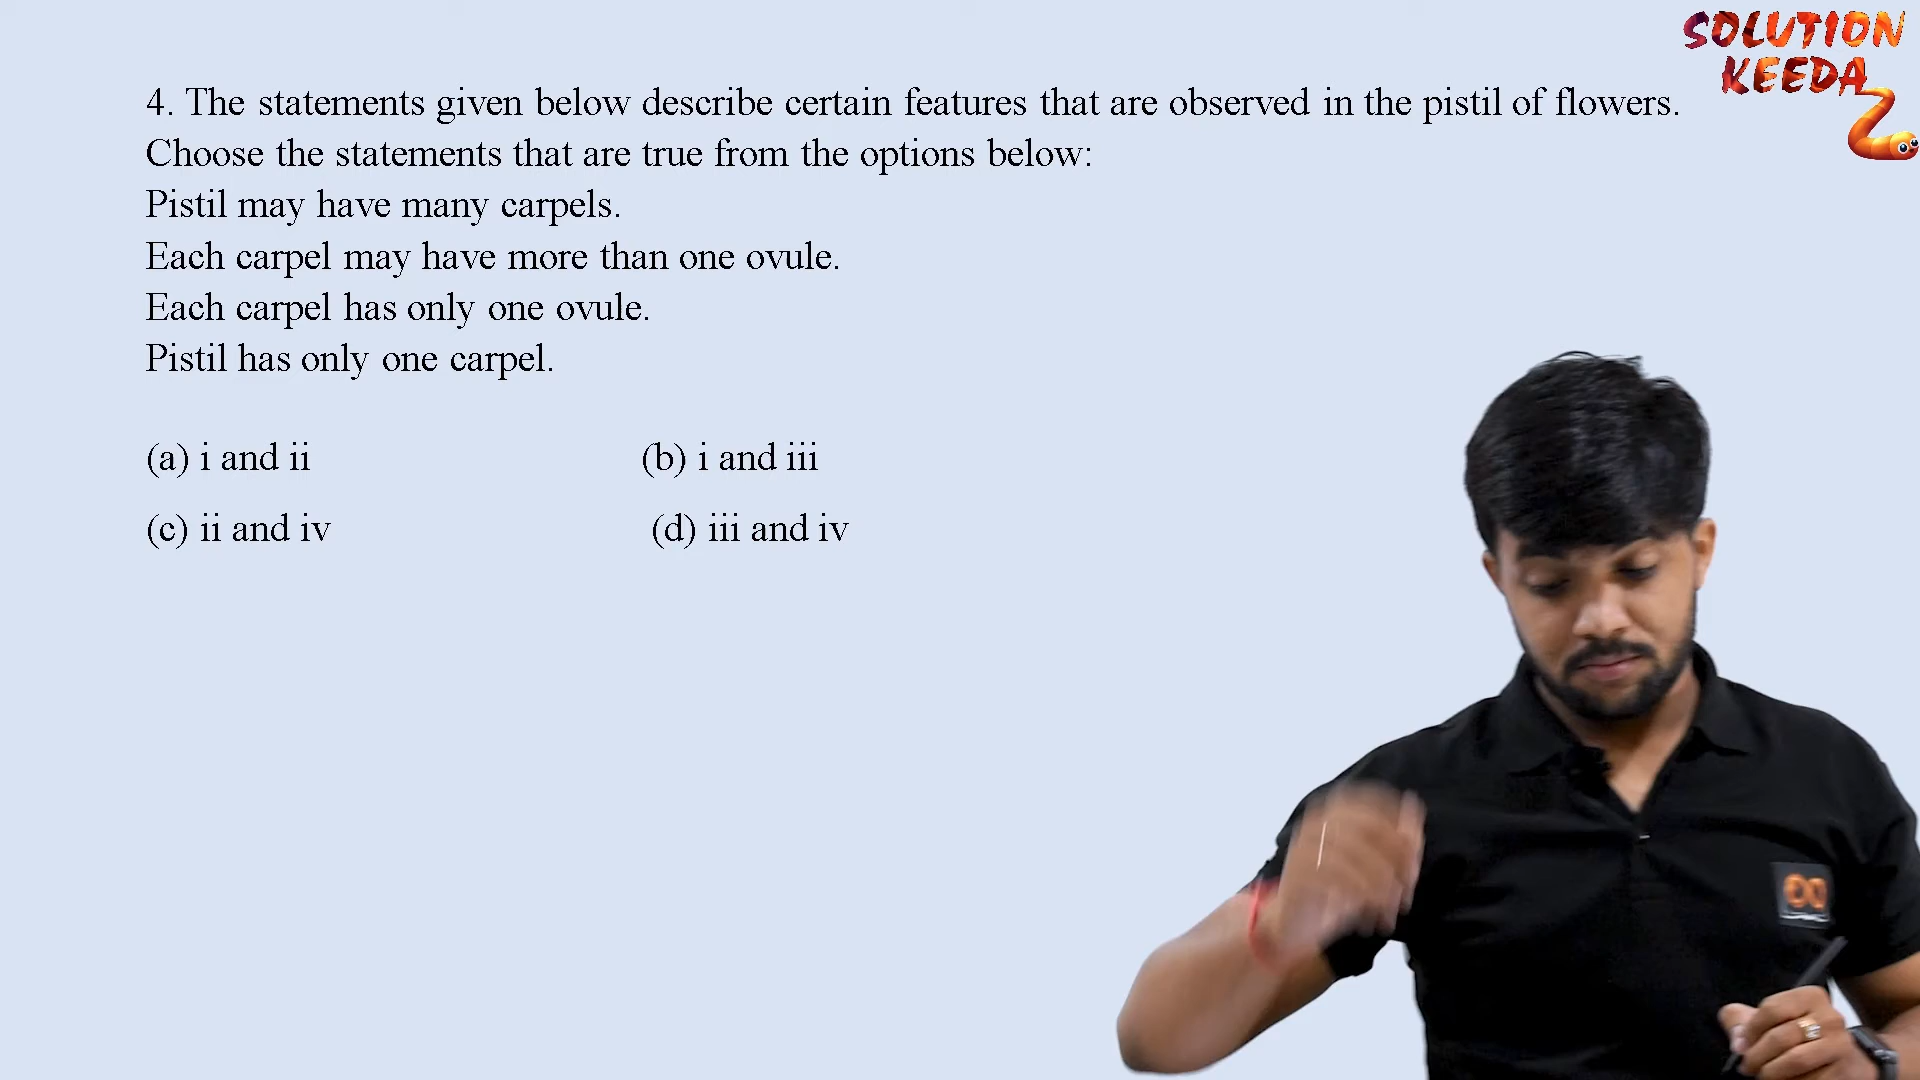 SOLUTION
KEEDA
4. The statements given below describe certain features that are observed in the pistil of flowers.
Choose the statements that are true from the options below:
Pistil may have many carpels.
Each carpel may have more than one ovule.
Each carpel has only one ovule.
Pistil has only one carpel.
(a) i and ii (b) i and iii
(c) ii and iv (d) iii and iv